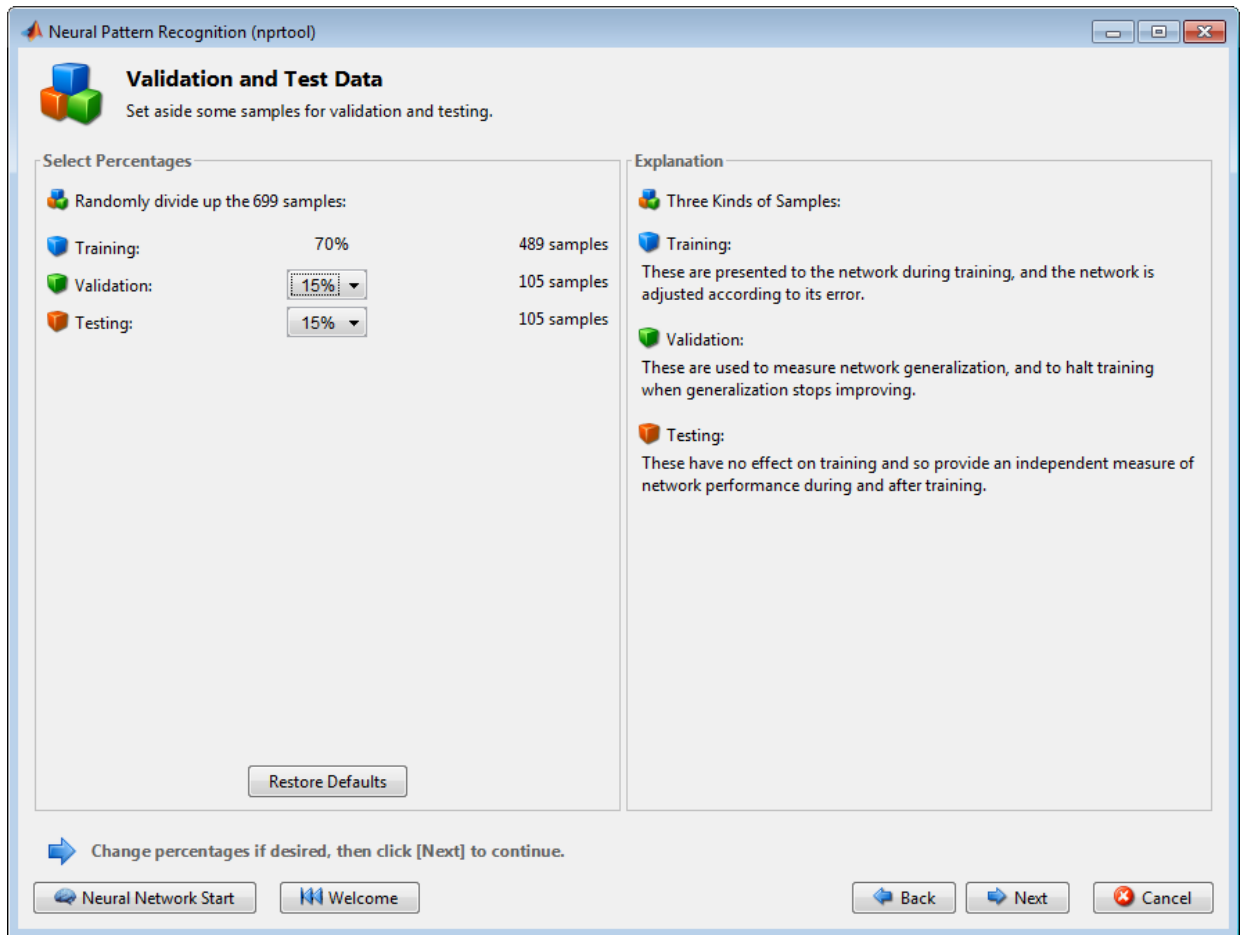 Neural Pattern Recognition (nprtool)
Validation and Test Data
Set aside some samples for validation and testing.
Select Percentages
Randomly divide up the 699 samples:
Training: 70% 489 samples
Validation: 15% 105 samples
Testing: 15% 105 samples
Restore Defaults
Explanation
Three Kinds of Samples:
Training:
These are presented to the network during training, and the network is
adjusted according to its error.
Validation:
These are used to measure network generalization, and to halt training
when generalization stops improving.
Testing:
These have no effect on training and so provide an independent measure of
network performance during and after training.
Change percentages if desired, then click [Next] to continue.
Neural Network Start Welcome Back Next Cancel